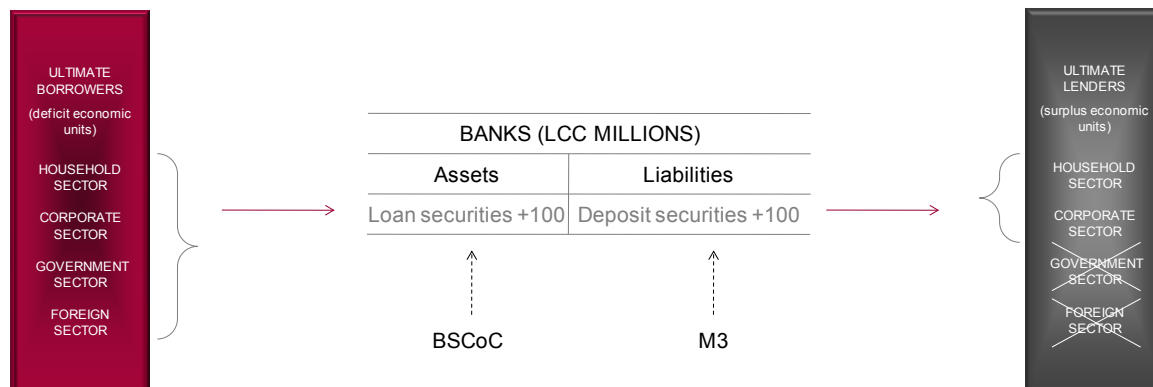 ULTIMATE
BORROWERS
(deficit economic
units)
HOUSEHOLD
SECTOR
CORPORATE
SECTOR
GOVERNMENT
SECTOR
FOREIGN
SECTOR
BANKS (LCC MILLIONS)
Assets
Liabilities
Loan securities +100
Deposit securities +100
BSCoC
M3
ULTIMATE
LENDERS
(surplus economic
units)
HOUSEHOLD
SECTOR
CORPORATE
SECTOR
GOVERNMENT
SECTOR
FOREIGN
SECTOR